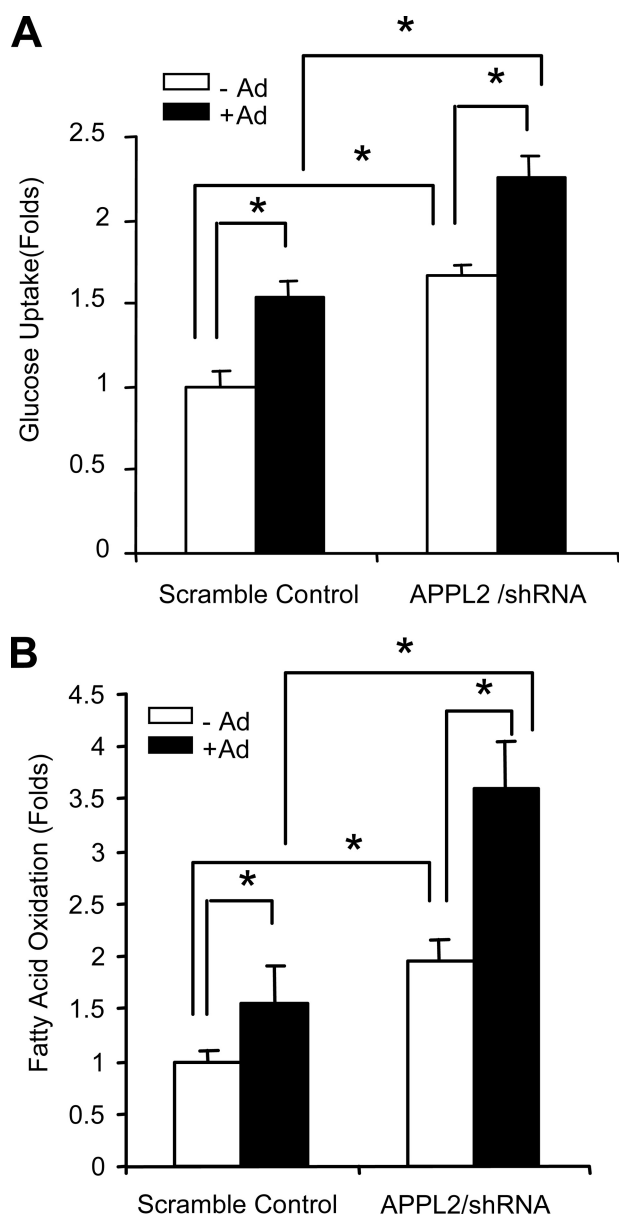 A
*
*
- Ad
+Ad
*
*
2.5
2
1.5
1
0.5
0
Glucose Uptake(Folds)
Scramble Control APPL2 /shRNA
B
*
*
- Ad
+Ad
*
*
4.5
4
3.5
3
2.5
2
1.5
1
0.5
0
Fatty Acid Oxidation (Folds)
Scramble Control APPL2/shRNA